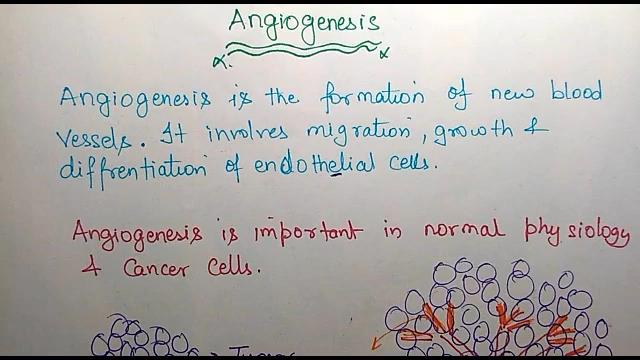 Angiogenesis
Angiogenesis is the formation of new blood
vessels. It involves migration, growth &
diffrentiation of endothelial cells.
Angiogenesis is important in normal physiology
& Cancer cells.